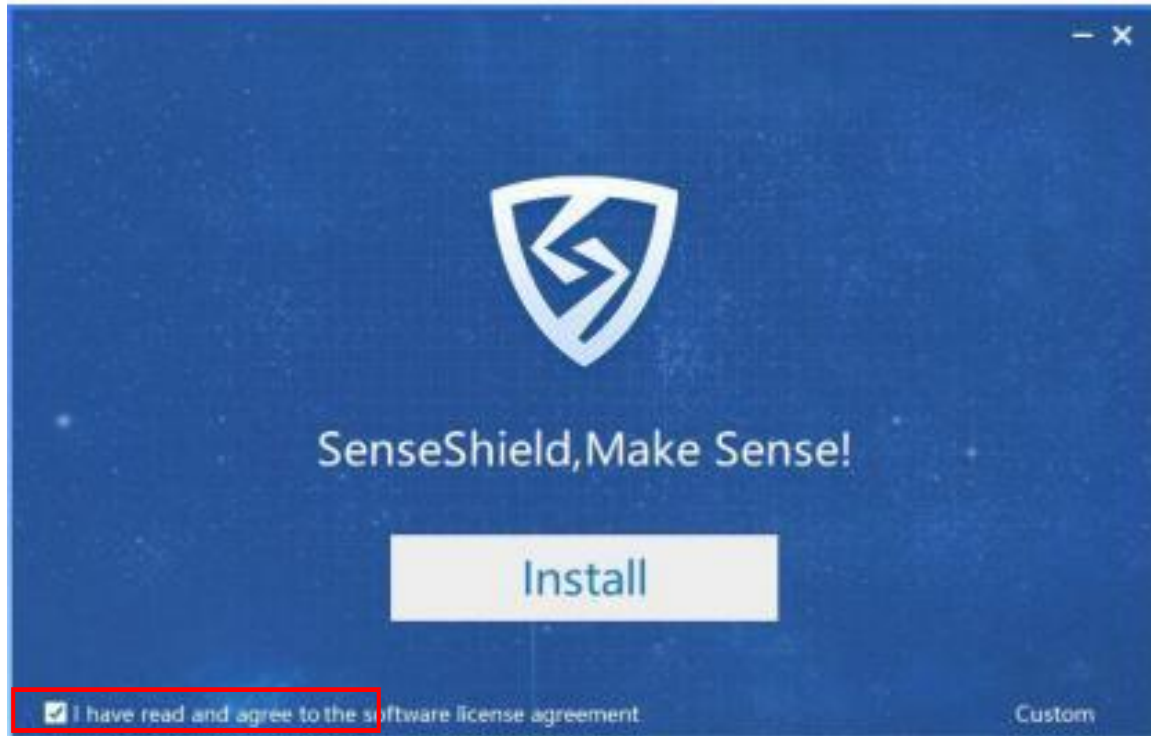 SenseShield,Make Sense!
Install
I have read and agree to the software license agreement
Custom